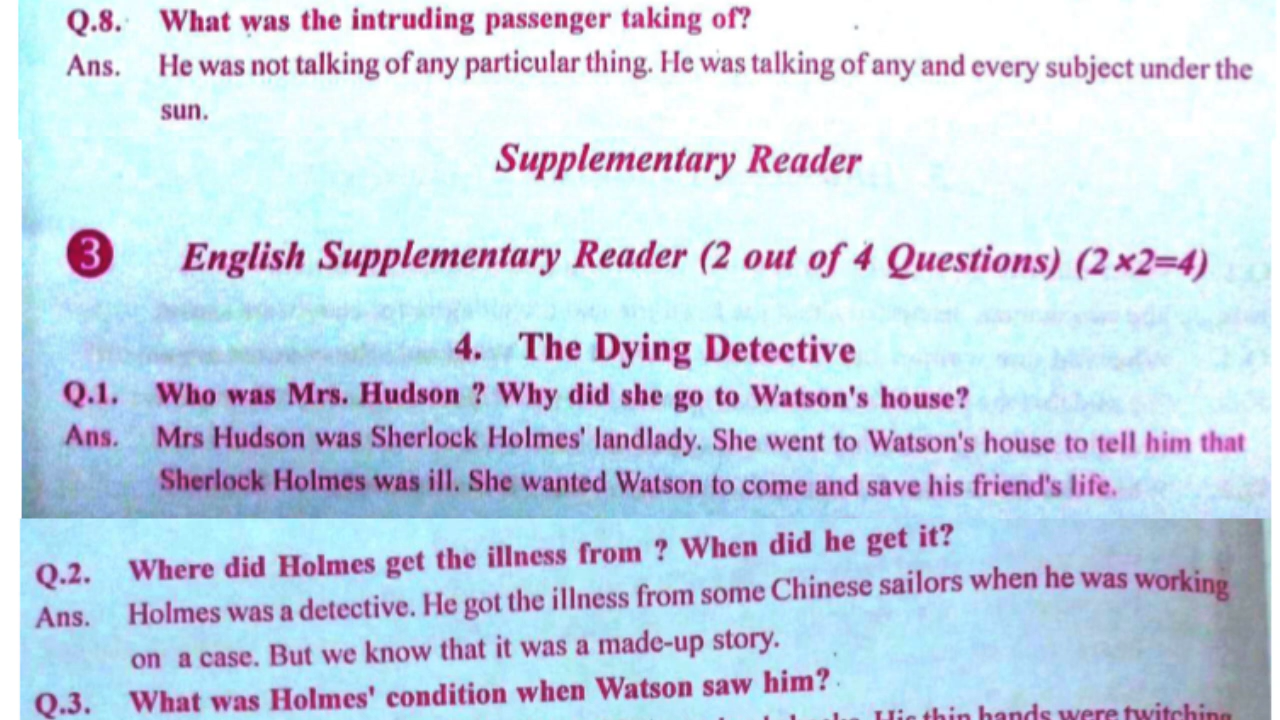 Q.8. What was the intruding passenger taking of?
Ans. He was not talking of any particular thing. He was talking of any and every subject under the
sun.
Supplementary Reader
3 English Supplementary Reader (2 out of 4 Questions) (2×2=4)
4. The Dying Detective
Q.1. Who was Mrs. Hudson ? Why did she go to Watson's house?
Ans. Mrs Hudson was Sherlock Holmes' landlady. She went to Watson's house to tell him that
Sherlock Holmes was ill. She wanted Watson to come and save his friend's life.
Q.2. Where did Holmes get the illness from ? When did he get it?
Ans. Holmes was a detective. He got the illness from some Chinese sailors when he was working
on a case. But we know that it was a made-up story.
Q.3. What was Holmes' condition when Watson saw him?
His thin hands were twitching